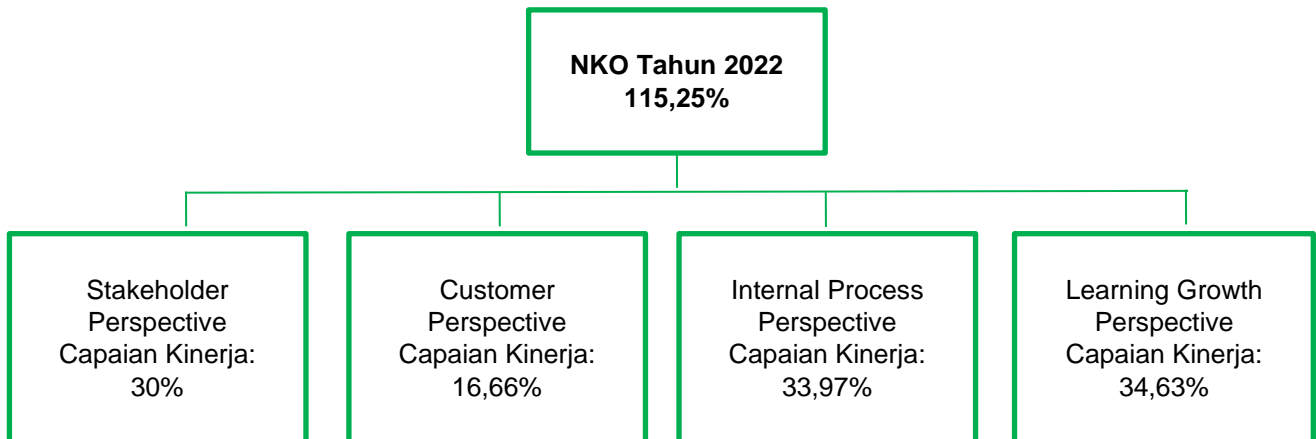 NKO Tahun 2022
115,25%
Stakeholder
Perspective
Capaian Kinerja:
30%
Customer
Perspective
Capaian Kinerja:
16,66%
Internal Process
Perspective
Capaian Kinerja:
33,97%
Learning Growth
Perspective
Capaian Kinerja:
34,63%